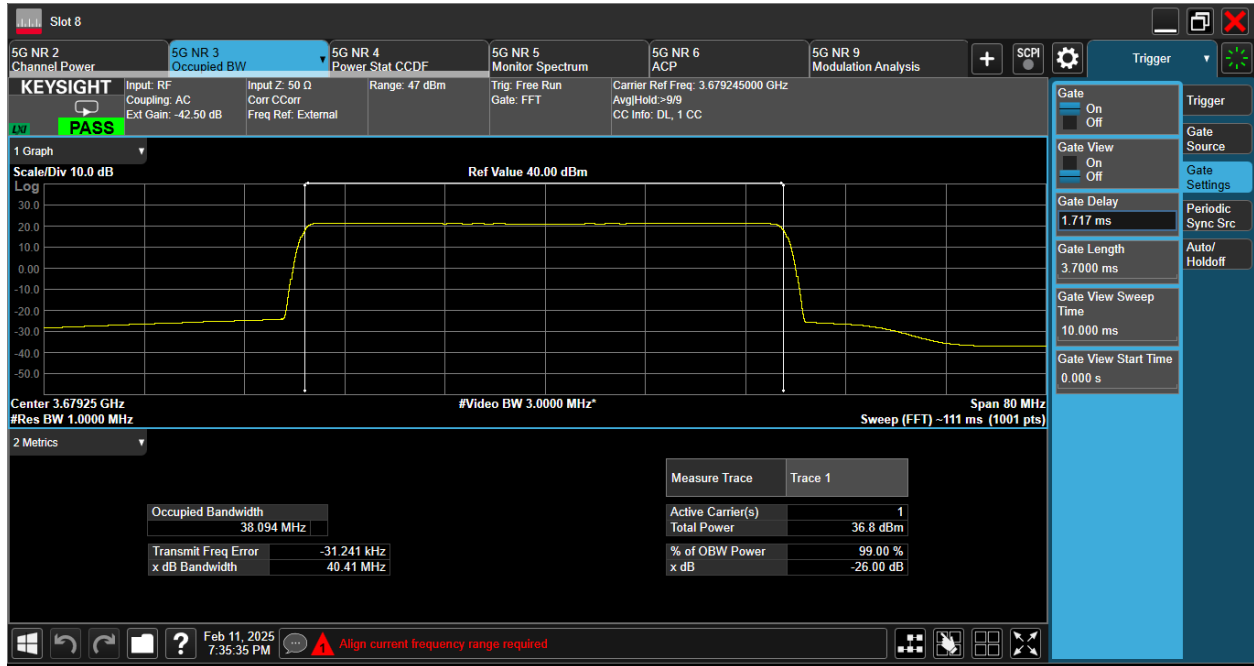 Slot 8
5G NR 2
Channel Power
5G NR 3
Occupied BW
5G NR 4
Power Stat CCDF
5G NR 5
Monitor Spectrum
5G NR 6
ACP
5G NR 9
Modulation Analysis
+
SCPI
Trigger
KEYSIGHT
LXI
PASS
Input: RF
Coupling: AC
Ext Gain: -42.50 dB
Input Z: 50 Ω
Corr CCorr
Freq Ref: External
Range: 47 dBm
Trig: Free Run
Gate: FFT
Carrier Ref Freq: 3.679245000 GHz
Avg|Hold:>9/9
CC Info: DL, 1 CC
1 Graph
Scale/Div 10.0 dB
Ref Value 40.00 dBm
Log
30.0
20.0
10.0
0.00
-10.0
-20.0
-30.0
-40.0
-50.0
Center 3.67925 GHz
#Video BW 3.0000 MHz*
Span 80 MHz
#Res BW 1.0000 MHz
Sweep (FFT) ~111 ms (1001 pts)
2 Metrics
Measure Trace Trace 1
Occupied Bandwidth
38.094 MHz
Active Carrier(s) 1
Total Power 36.8 dBm
Transmit Freq Error -31.241 kHz
x dB Bandwidth 40.41 MHz
% of OBW Power 99.00 %
x dB -26.00 dB
Gate
On
Off
Gate View
On
Off
Gate Delay
1.717 ms
Gate Length
3.7000 ms
Gate View Sweep
Time
10.000 ms
Gate View Start Time
0.000 s
Trigger
Gate
Source
Gate
Settings
Periodic
Sync Src
Auto/
Holdoff
?
Feb 11, 2025
7:35:35 PM
1
Align current frequency range required